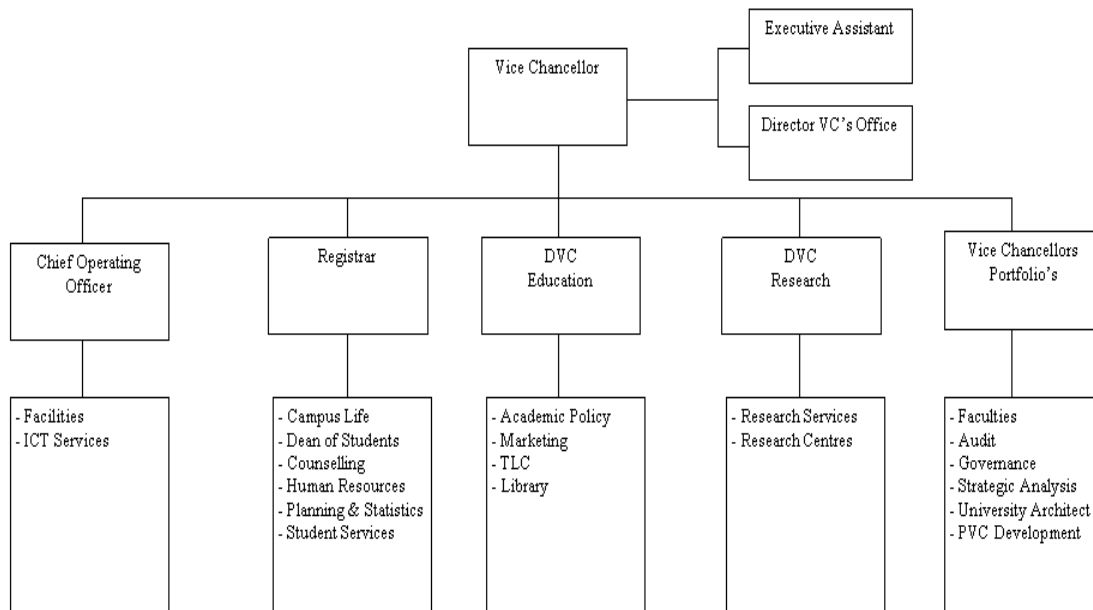 Executive Assistant
Vice Chancellor
Director VC's Office
Chief Operating
Officer
Registrar
DVC
Education
DVC
Research
Vice Chancellors
Portfolio's
- Facilities
- ICT Services
- Campus Life
- Dean of Students
- Counselling
- Human Resources
- Planning & Statistics
- Student Services
- Academic Policy
- Marketing
- TLC
- Library
- Research Services
- Research Centres
- Faculties
- Audit
- Governance
- Strategic Analysis
- University Architect
- PVC Development